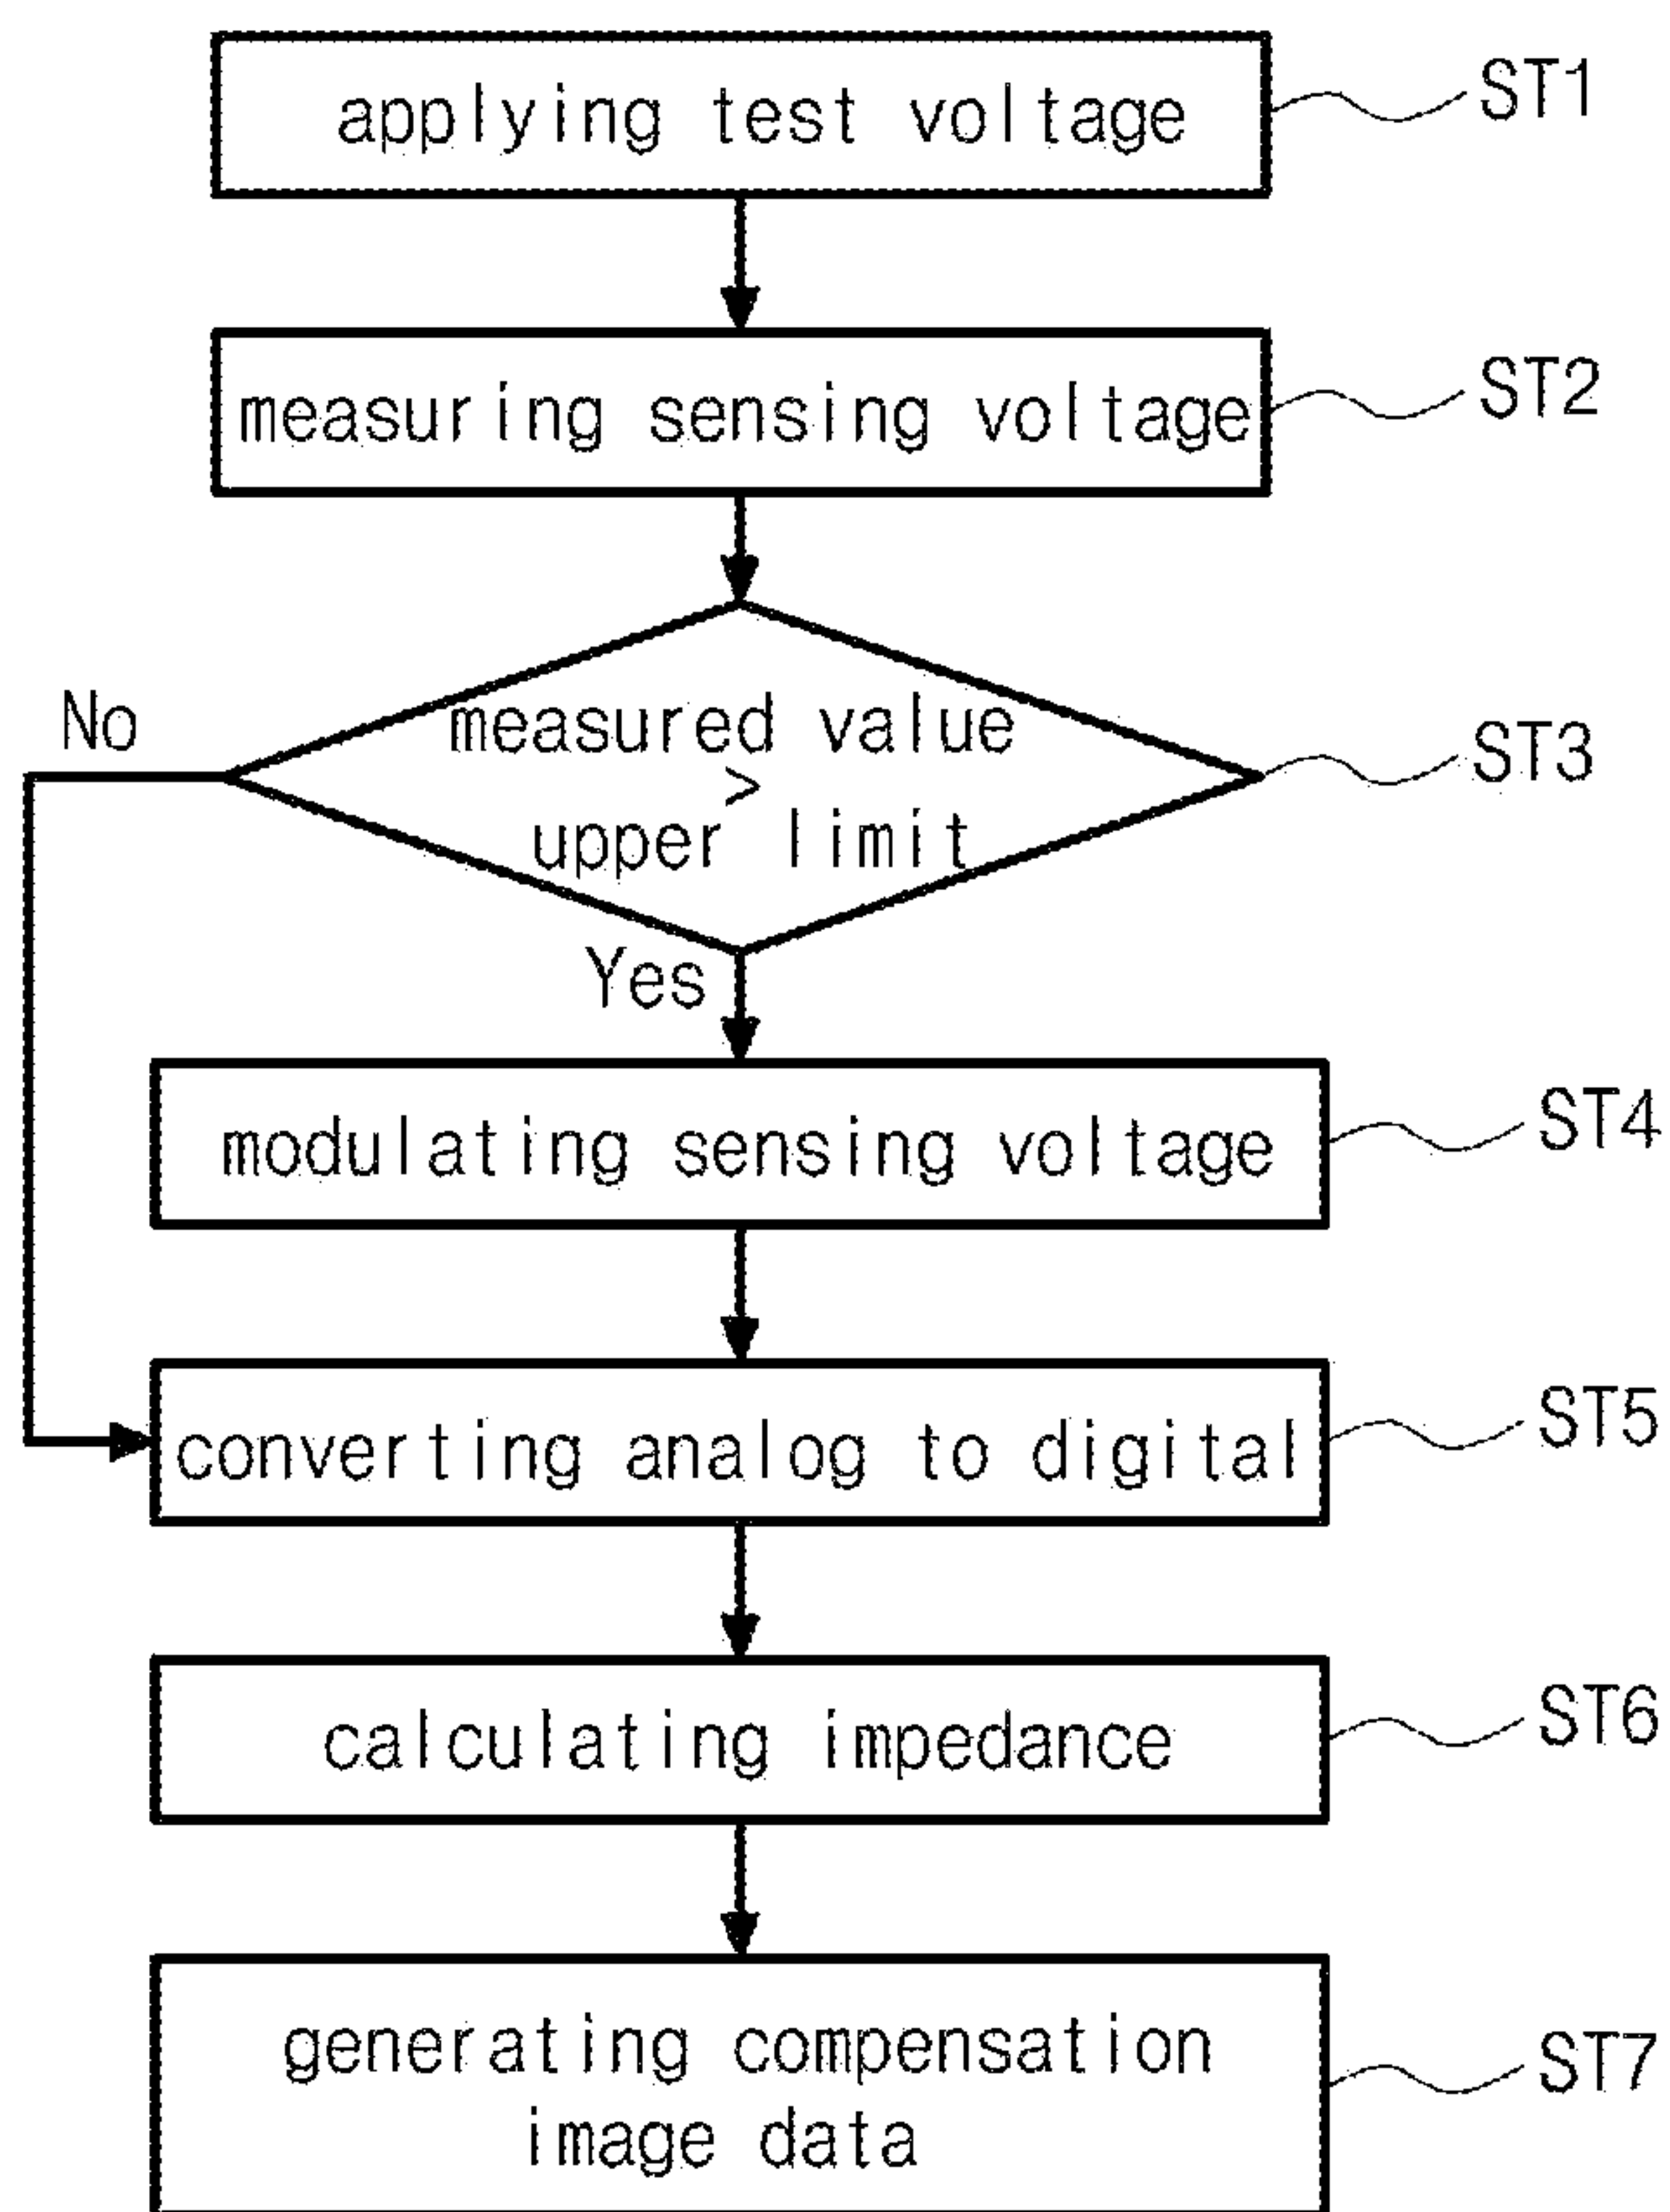 applying test voltage
ST1
measuring sensing voltage
ST2
measured value
>
upper limit
ST3
No
Yes
modulating sensing voltage
ST4
converting analog to digital
ST5
calculating impedance
ST6
generating compensation
image data
ST7